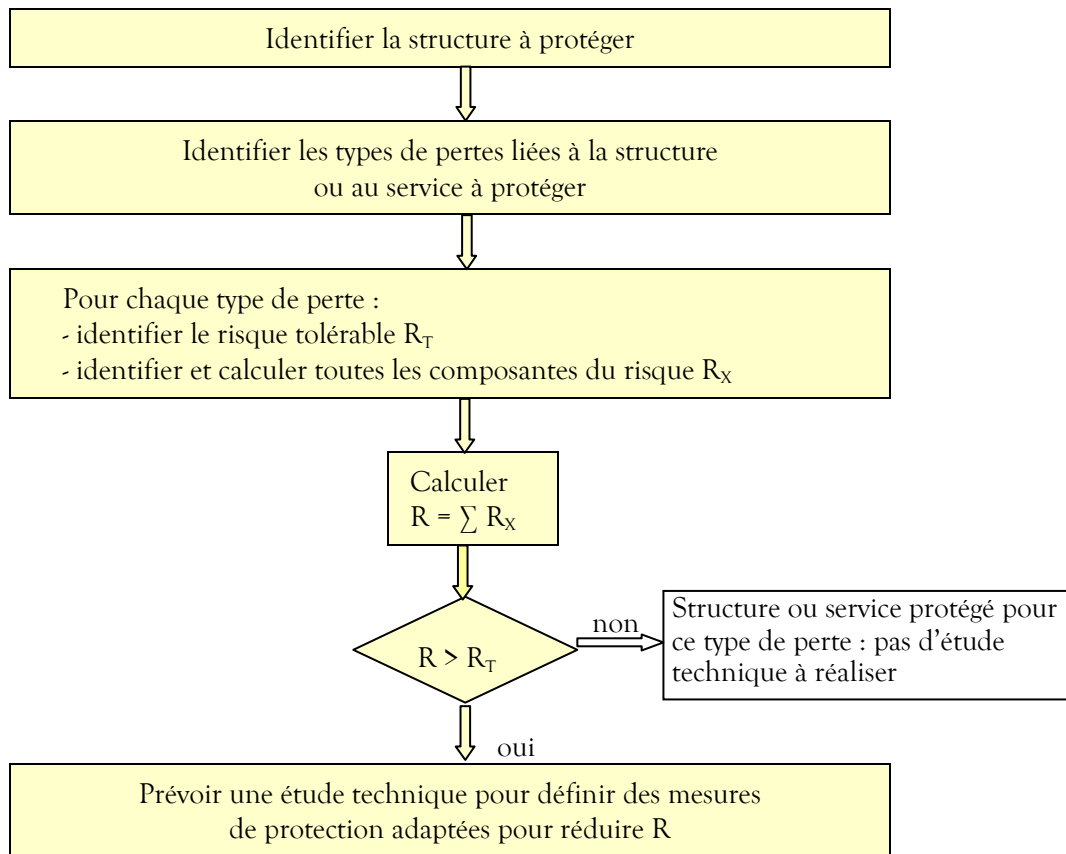 Identifier la structure à protéger
Identifier les types de pertes liées à la structure
ou au service à protéger
Pour chaque type de perte :
- identifier le risque tolérable R_T
- identifier et calculer toutes les composantes du risque R_X
Calculer
R = ∑ R_X
R > R_T
non
Structure ou service protégé pour
ce type de perte : pas d'étude
technique à réaliser
oui
Prévoir une étude technique pour définir des mesures
de protection adaptées pour réduire R